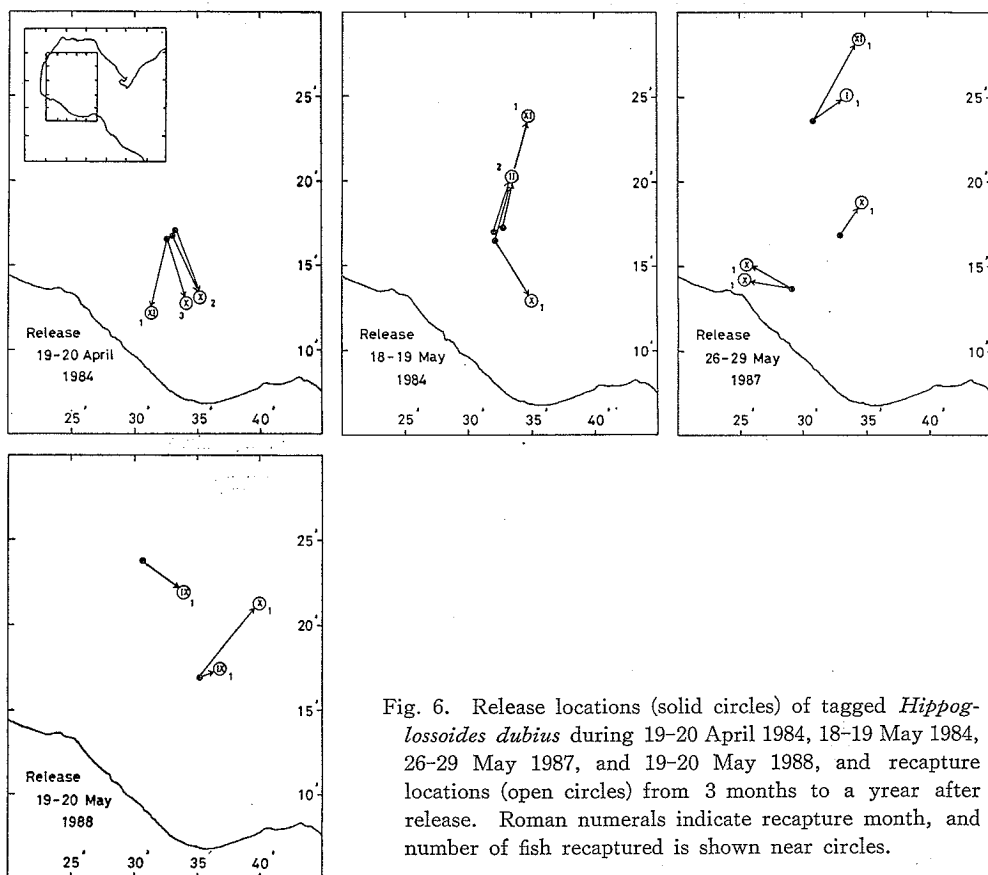 25'
20'
15'
10'
XI
X
X
1
3
2
Release
19-20 April
1984
25'
30'
35'
40'
25'
20'
15'
10'
1
XI
2
II
X
1
Release
18-19 May
1984
25'
30'
35'
40'
XI
1
I
1
X
1
1
X
1
X
25'
20'
15'
10'
Release
26-29 May
1987
25'
30'
35'
40'
25'
20'
15'
10'
IX
1
X
1
IX
1
Release
19-20 May
1988
25'
30'
35'
40'
Fig. 6. Release locations (solid circles) of tagged Hippog-
lossoides dubius during 19-20 April 1984, 18-19 May 1984,
26-29 May 1987, and 19-20 May 1988, and recapture
locations (open circles) from 3 months to a yrear after
release. Roman numerals indicate recapture month, and
number of fish recaptured is shown near circles.